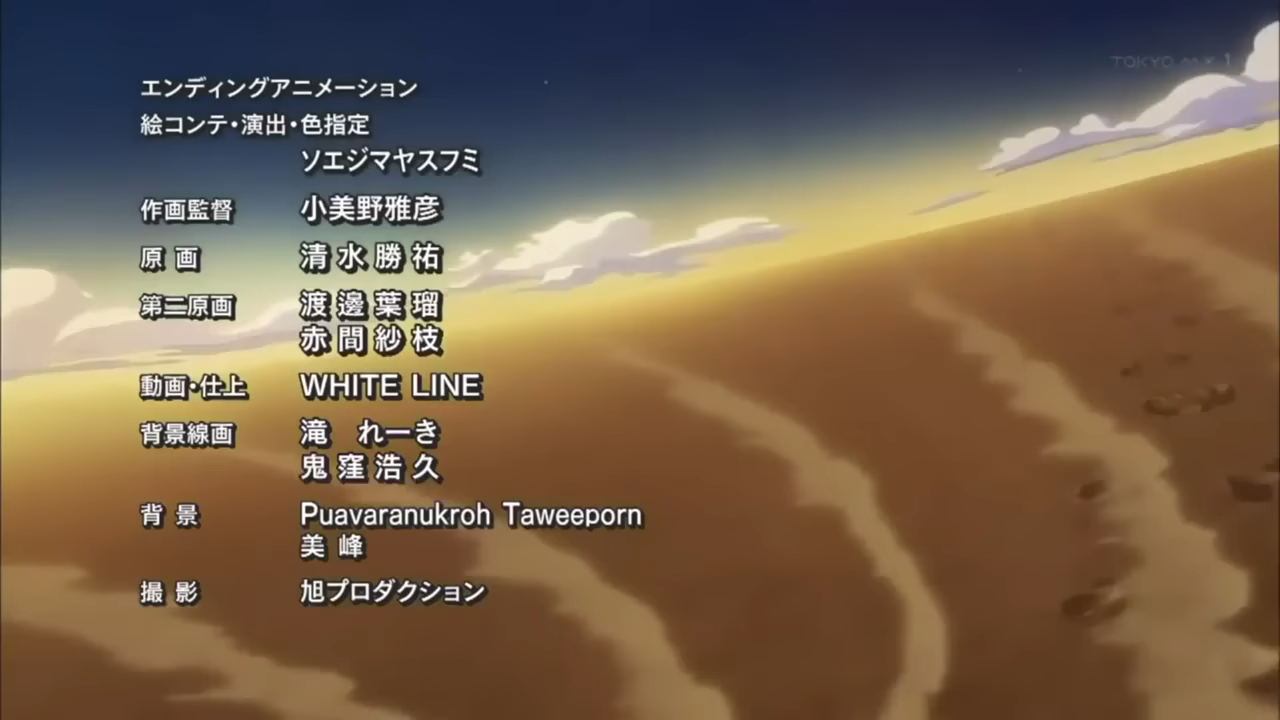 TOKYO MX 1
エンディングアニメーション
絵コンテ・演出・色指定
ソエジマヤスフミ
作画監督 小美野雅彦
原画 清水勝祐
第二原画 渡邊葉瑠
赤間紗枝
動画・仕上 WHITE LINE
背景線画 滝 れーき
鬼窪浩久
背景 Puavaranukroh Taweeporn
美峰
撮影 旭プロダクション